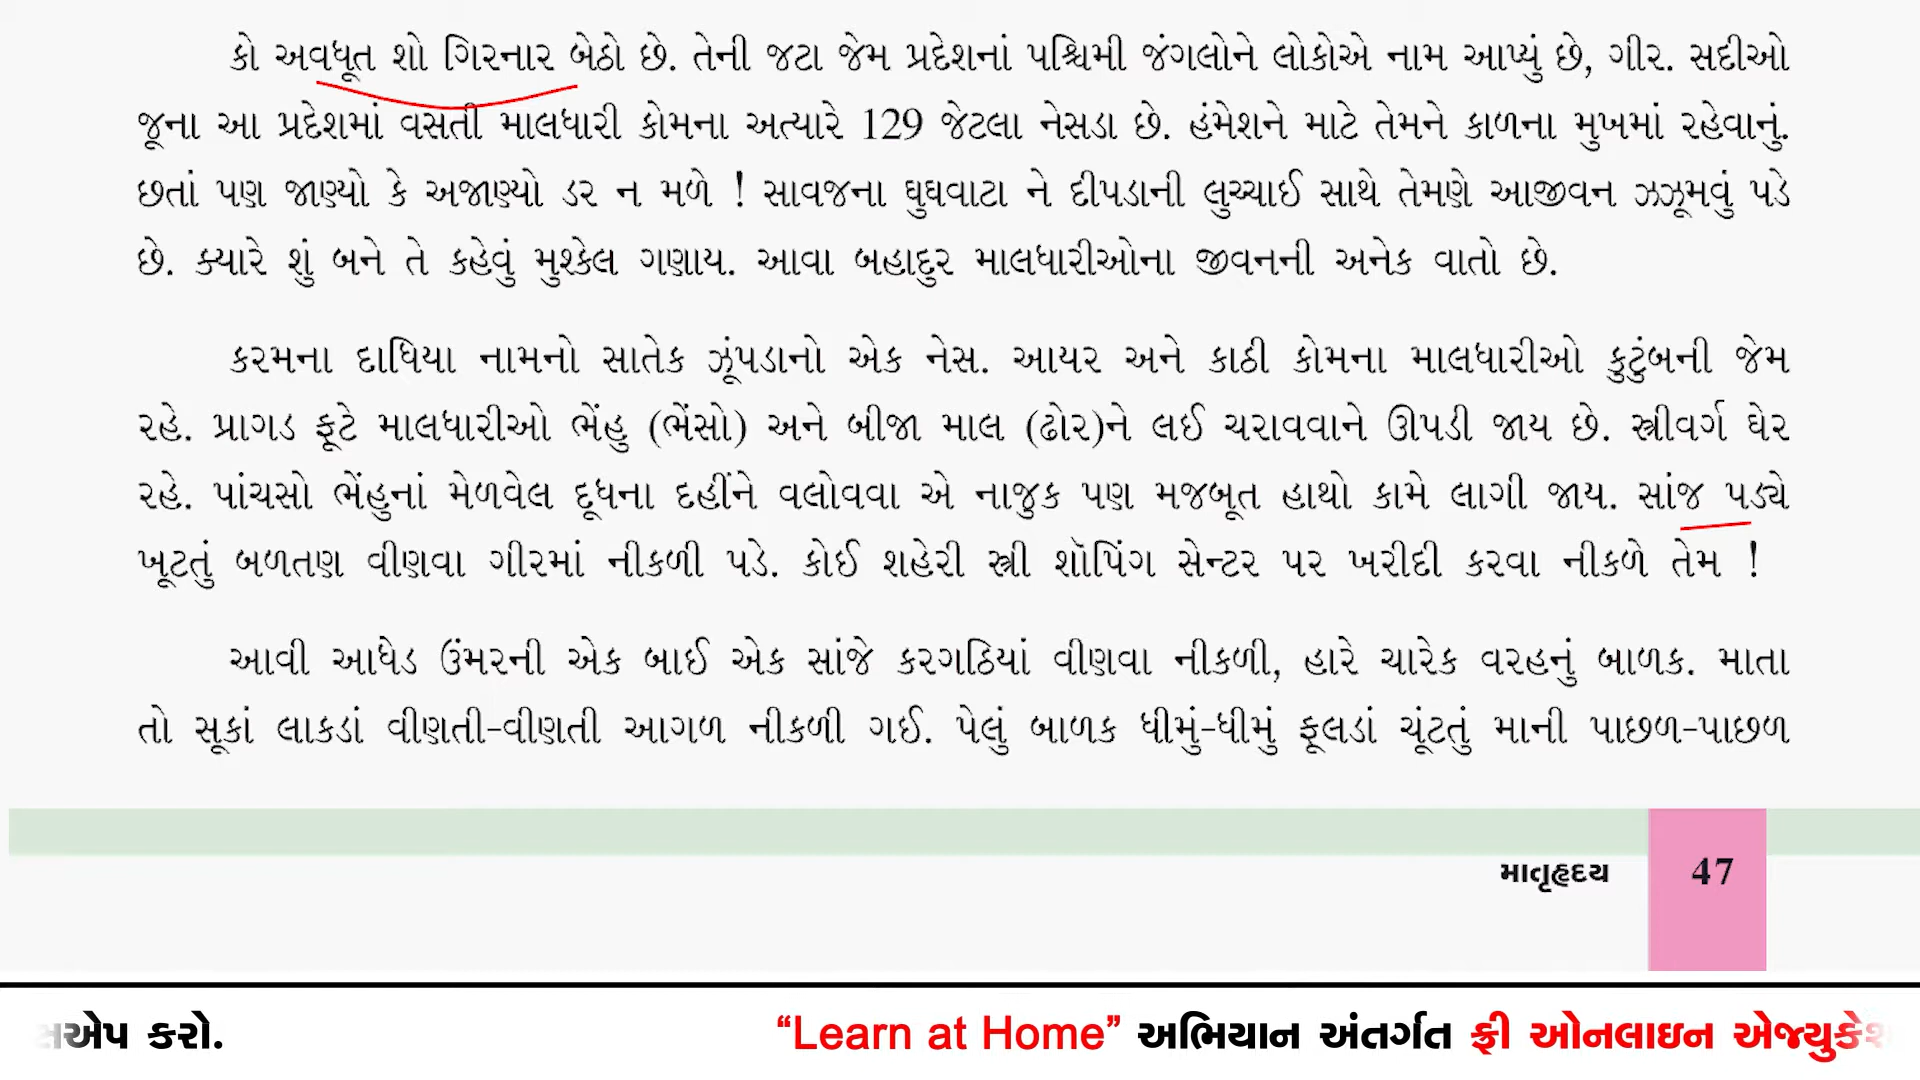 કો અવધૂત શો ગિરનાર બેઠો છે. તેની જટા જેમ પ્રદેશનાં પશ્ચિમી જંગલોને લોકોએ નામ આપ્યું છે, ગીર. સદીઓ
જૂના આ પ્રદેશમાં વસતી માલધારી કોમના અત્યારે 129 જેટલા નેસડા છે. હંમેશને માટે તેમને કાળના મુખમાં રહેવાનું.
છતાં પણ જાણ્યો કે અજાણ્યો ડર ન મળે ! સાવજના ઘુઘવાટા ને દીપડાની લુચ્ચાઈ સાથે તેમણે આજીવન ઝઝૂમવું પડે
છે. ક્યારે શું બને તે કહેવું મુશ્કેલ ગણાય. આવા બહાદુર માલધારીઓના જીવનની અનેક વાતો છે.
કરમના દાધિયા નામનો સાતેક ઝૂંપડાનો એક નેસ. આયર અને કાઠી કોમના માલધારીઓ કુટુંબની જેમ
રહે. પ્રાગડ ફૂટે માલધારીઓ ભેંહુ (ભેંસો) અને બીજા માલ (ઢોર)ને લઈ ચરાવવાને ઊપડી જાય છે. સ્ત્રીવર્ગ ઘેર
રહે. પાંચસો ભેંહુનાં મેળવેલ દૂધના દહીંને વલોવવા એ નાજુક પણ મજબૂત હાથો કામે લાગી જાય. સાંજ પડ્યે
ખૂટતું બળતણ વીણવા ગીરમાં નીકળી પડે. કોઈ શહેરી સ્ત્રી શૉપિંગ સેન્ટર પર ખરીદી કરવા નીકળે તેમ !
આવી આધેડ ઉંમરની એક બાઈ એક સાંજે કરગઠિયાં વીણવા નીકળી, હારે ચારેક વરહનું બાળક. માતા
તો સૂકાં લાકડાં વીણતી-વીણતી આગળ નીકળી ગઈ. પેલું બાળક ધીમું-ધીમું ફૂલડાં ચૂંટતું માની પાછળ-પાછળ
માતૃહૃદય 47
કરો. “Learn at Home” અભિયાન અંતર્ગત ફ્રી ઓનલાઇન